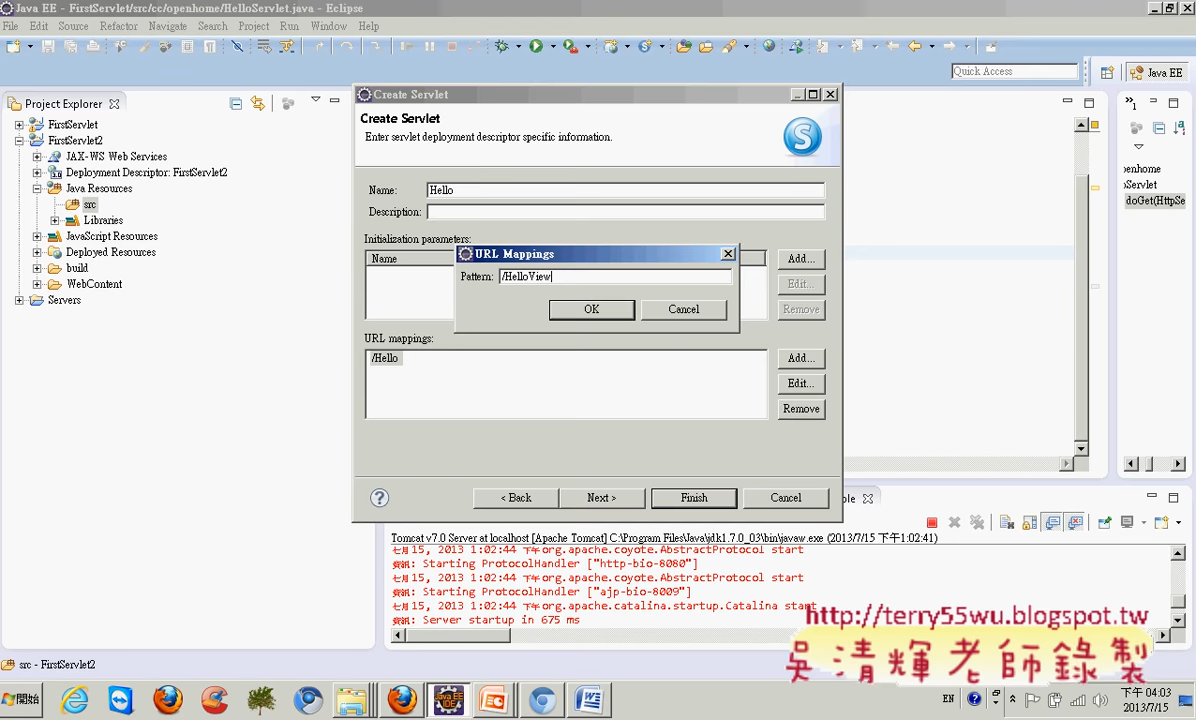 Java EE - FirstServlet/src/cc/openhome/HelloServlet.java - Eclipse
File Edit Source Refactor Navigate Search Project Run Window Help
Quick Access
Java EE
Project Explorer
FirstServlet
FirstServlet2
JAX-WS Web Services
Deployment Descriptor: FirstServlet2
Java Resources
src
Libraries
JavaScript Resources
Deployed Resources
build
WebContent
Servers
Create Servlet
Create Servlet
Enter servlet deployment descriptor specific information.
S
Name: Hello
Description:
Initialization parameters:
Name
Add...
Edit...
Remove
URL Mappings
Pattern: /HelloView
OK Cancel
URL mappings:
/Hello
Add...
Edit...
Remove
? < Back Next > Finish Cancel
»1
enhome
Servlet
doGet(HttpSe
ole
Tomcat v7.0 Server at localhost [Apache Tomcat] C:\Program Files\Java\jdk1.7.0_03\bin\javaw.exe (2013/7/15 下午1:02:41)
七月 15, 2013 1:02:44 下午 org.apache.coyote.AbstractProtocol start
資訊: Starting ProtocolHandler ["http-bio-8080"]
七月 15, 2013 1:02:44 下午 org.apache.coyote.AbstractProtocol start
資訊: Starting ProtocolHandler ["ajp-bio-8009"]
七月 15, 2013 1:02:44 下午 org.apache.catalina.startup.Catalina start
資訊: Server startup in 675 ms
http://terry55wu.blogspot.tw
吳清輝老師錄製
src - FirstServlet2
開始
Java EE
IDE
EN
下午 04:03
2013/7/15